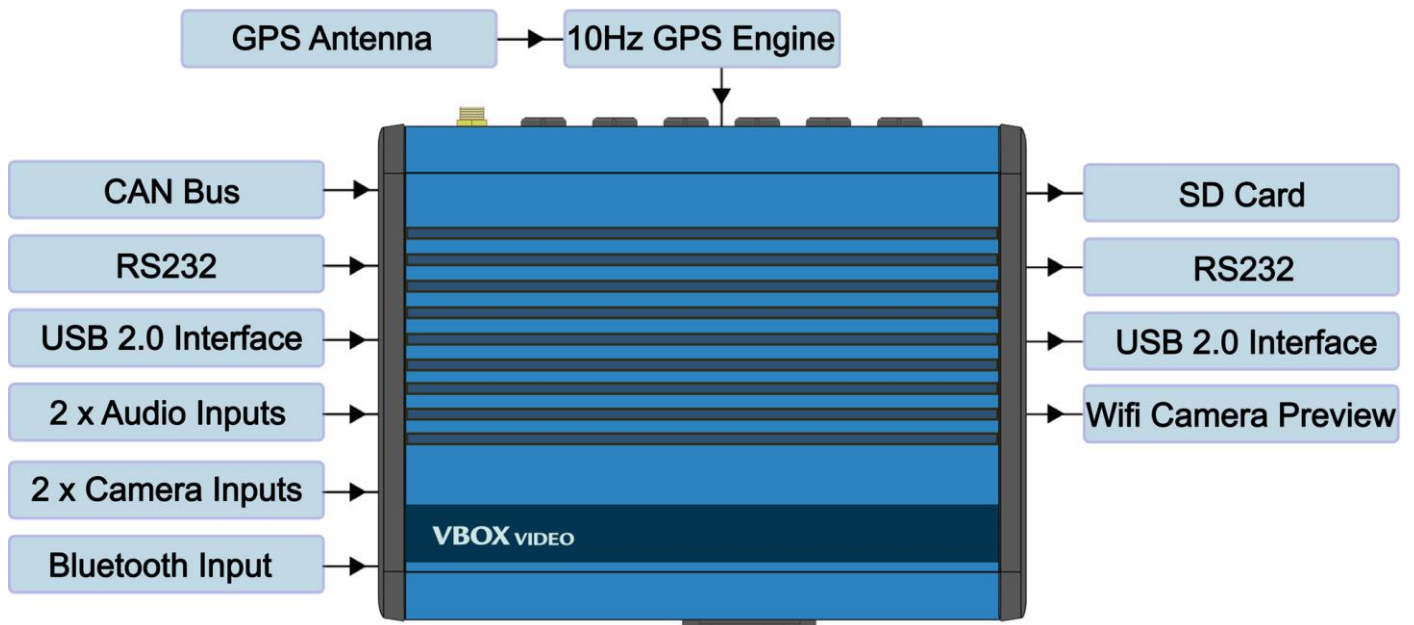 GPS Antenna
10Hz GPS Engine
CAN Bus
RS232
USB 2.0 Interface
2 x Audio Inputs
2 x Camera Inputs
Bluetooth Input
SD Card
RS232
USB 2.0 Interface
Wifi Camera Preview
VBOX VIDEO